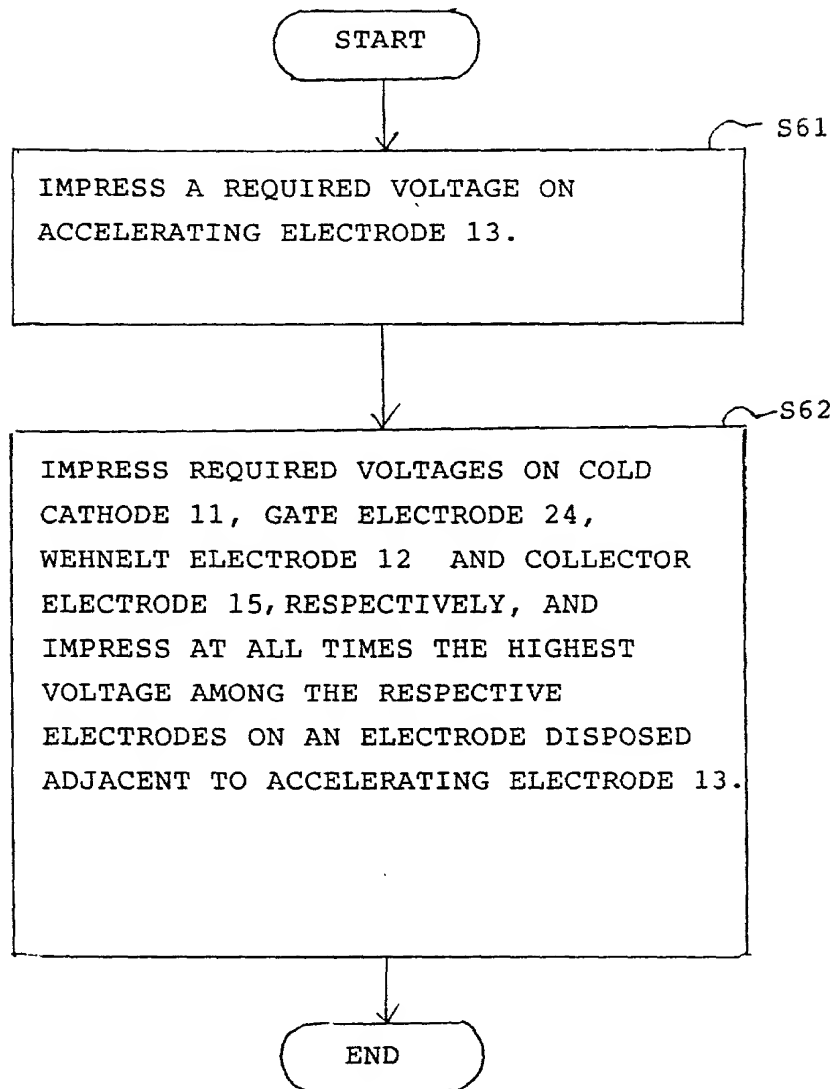 START
S61
IMPRESS A REQUIRED VOLTAGE ON
ACCELERATING ELECTRODE 13.
S62
IMPRESS REQUIRED VOLTAGES ON COLD
CATHODE 11, GATE ELECTRODE 24,
WEHNELT ELECTRODE 12 AND COLLECTOR
ELECTRODE 15, RESPECTIVELY, AND
IMPRESS AT ALL TIMES THE HIGHEST
VOLTAGE AMONG THE RESPECTIVE
ELECTRODES ON AN ELECTRODE DISPOSED
ADJACENT TO ACCELERATING ELECTRODE 13.
END